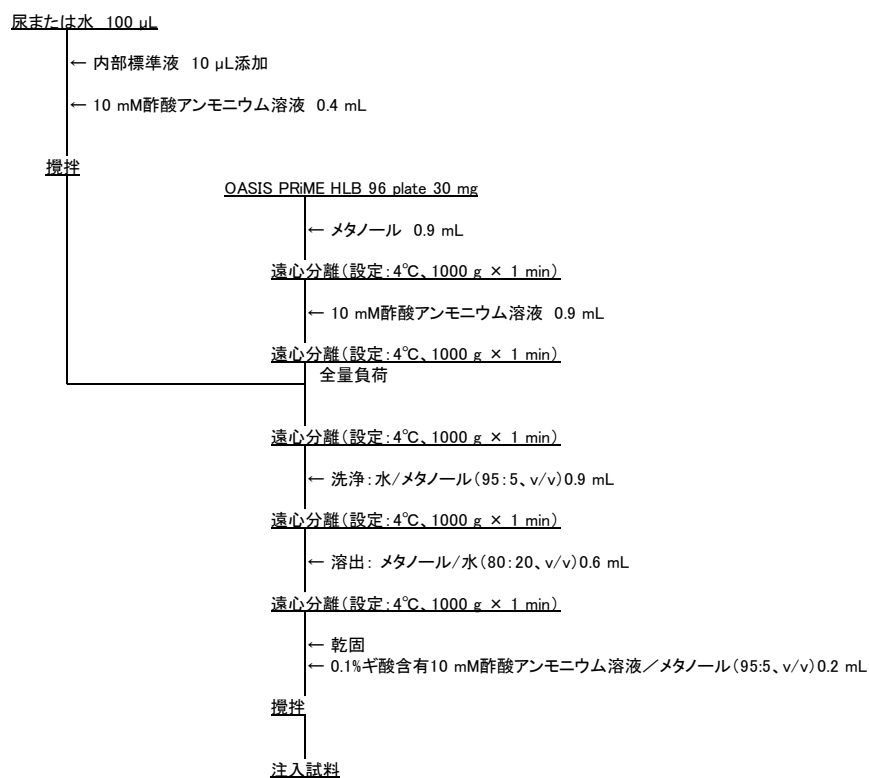 尿または水 100 μL
← 内部標準液 10 μL添加
← 10 mM酢酸アンモニウム溶液 0.4 mL
攪拌
OASIS PRiME HLB 96 plate 30 mg
← メタノール 0.9 mL
遠心分離(設定:4℃、1000 g × 1 min)
← 10 mM酢酸アンモニウム溶液 0.9 mL
遠心分離(設定:4℃、1000 g × 1 min)
全量負荷
遠心分離(設定:4℃、1000 g × 1 min)
← 洗浄:水/メタノール(95:5、v/v)0.9 mL
遠心分離(設定:4℃、1000 g × 1 min)
← 溶出: メタノール/水(80:20、v/v)0.6 mL
遠心分離(設定:4℃、1000 g × 1 min)
← 乾固
← 0.1%ギ酸含有10 mM酢酸アンモニウム溶液/メタノール(95:5、v/v)0.2 mL
攪拌
注入試料